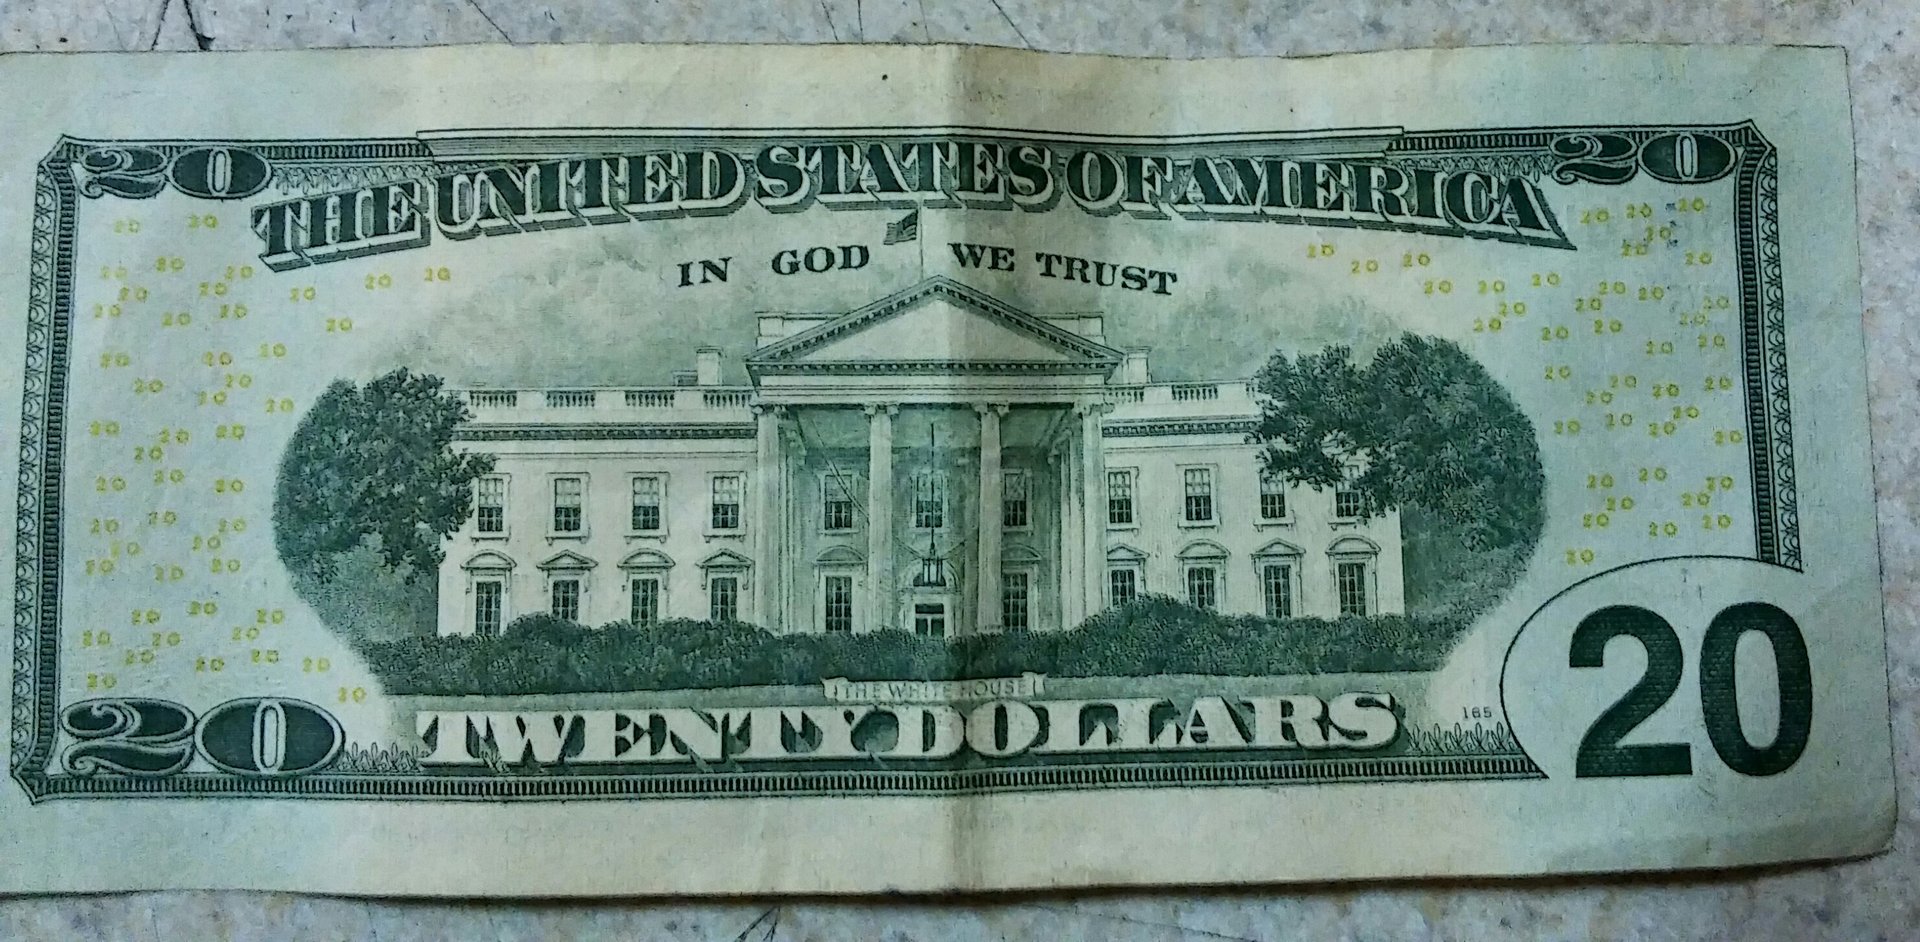 20 THE UNITED STATES OF AMERICA 20
IN GOD WE TRUST
THE WHITE HOUSE
20 TWENTY DOLLARS 165 20